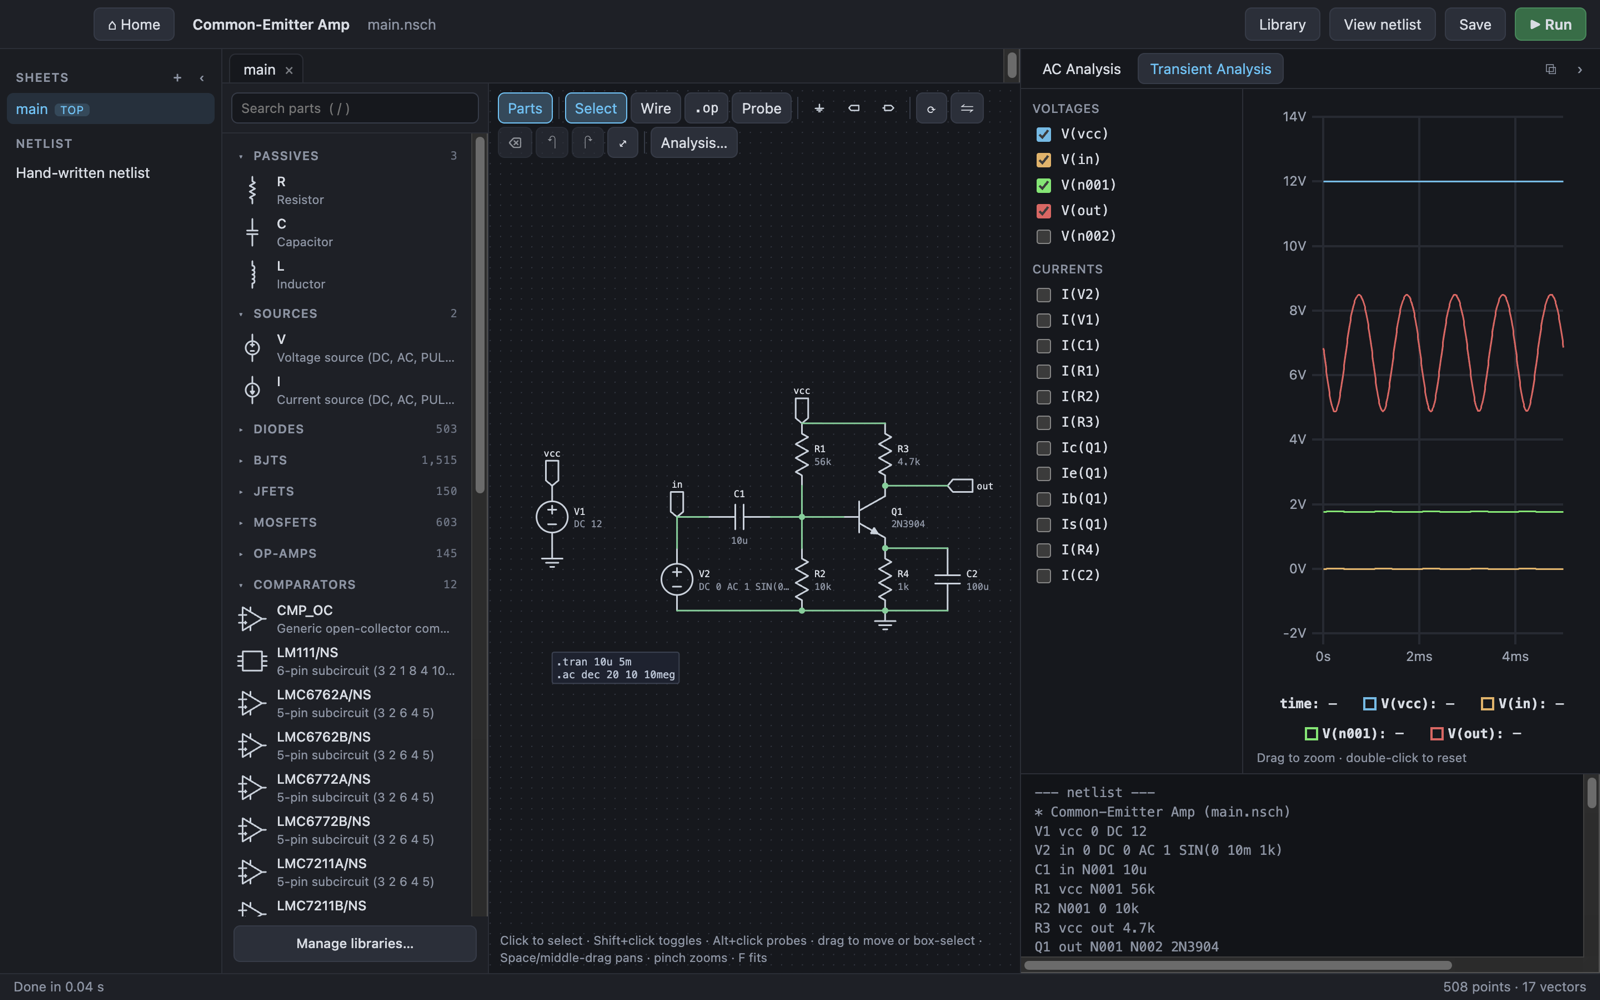 ⌂ Home
Common-Emitter Amp
main.nsch
Library
View netlist
Save
▶ Run
SHEETS
+
‹
main TOP
NETLIST
Hand-written netlist
main ×
Search parts ( / )
PASSIVES 3
R
Resistor
C
Capacitor
L
Inductor
SOURCES 2
V
Voltage source (DC, AC, PUL…
I
Current source (DC, AC, PUL…
DIODES 503
BJTS 1,515
JFETS 150
MOSFETS 603
OP-AMPS 145
COMPARATORS 12
CMP_OC
Generic open-collector com…
LM111/NS
6-pin subcircuit (3 2 1 8 4 10…
LMC6762A/NS
5-pin subcircuit (3 2 6 4 5)
LMC6762B/NS
5-pin subcircuit (3 2 6 4 5)
LMC6772A/NS
5-pin subcircuit (3 2 6 4 5)
LMC6772B/NS
5-pin subcircuit (3 2 6 4 5)
LMC7211A/NS
5-pin subcircuit (3 2 6 4 5)
LMC7211B/NS
Manage libraries...
Parts
Select
Wire
.op
Probe
Analysis...
vcc
V1
DC 12
in
C1
10u
V2
DC 0 AC 1 SIN(0…
vcc
R1
56k
R2
10k
R3
4.7k
out
Q1
2N3904
R4
1k
C2
100u
.tran 10u 5m
.ac dec 20 10 10meg
Click to select · Shift+click toggles · Alt+click probes · drag to move or box-select ·
Space/middle-drag pans · pinch zooms · F fits
AC Analysis
Transient Analysis
VOLTAGES
V(vcc)
V(in)
V(n001)
V(out)
V(n002)
CURRENTS
I(V2)
I(V1)
I(C1)
I(R1)
I(R2)
I(R3)
Ic(Q1)
Ie(Q1)
Ib(Q1)
Is(Q1)
I(R4)
I(C2)
14V
12V
10V
8V
6V
4V
2V
0V
-2V
0s
2ms
4ms
time: — V(vcc): — V(in): —
V(n001): — V(out): —
Drag to zoom · double-click to reset
--- netlist ---
* Common-Emitter Amp (main.nsch)
V1 vcc 0 DC 12
V2 in 0 DC 0 AC 1 SIN(0 10m 1k)
C1 in N001 10u
R1 vcc N001 56k
R2 N001 0 10k
R3 vcc out 4.7k
Q1 out N001 N002 2N3904
Done in 0.04 s
508 points · 17 vectors